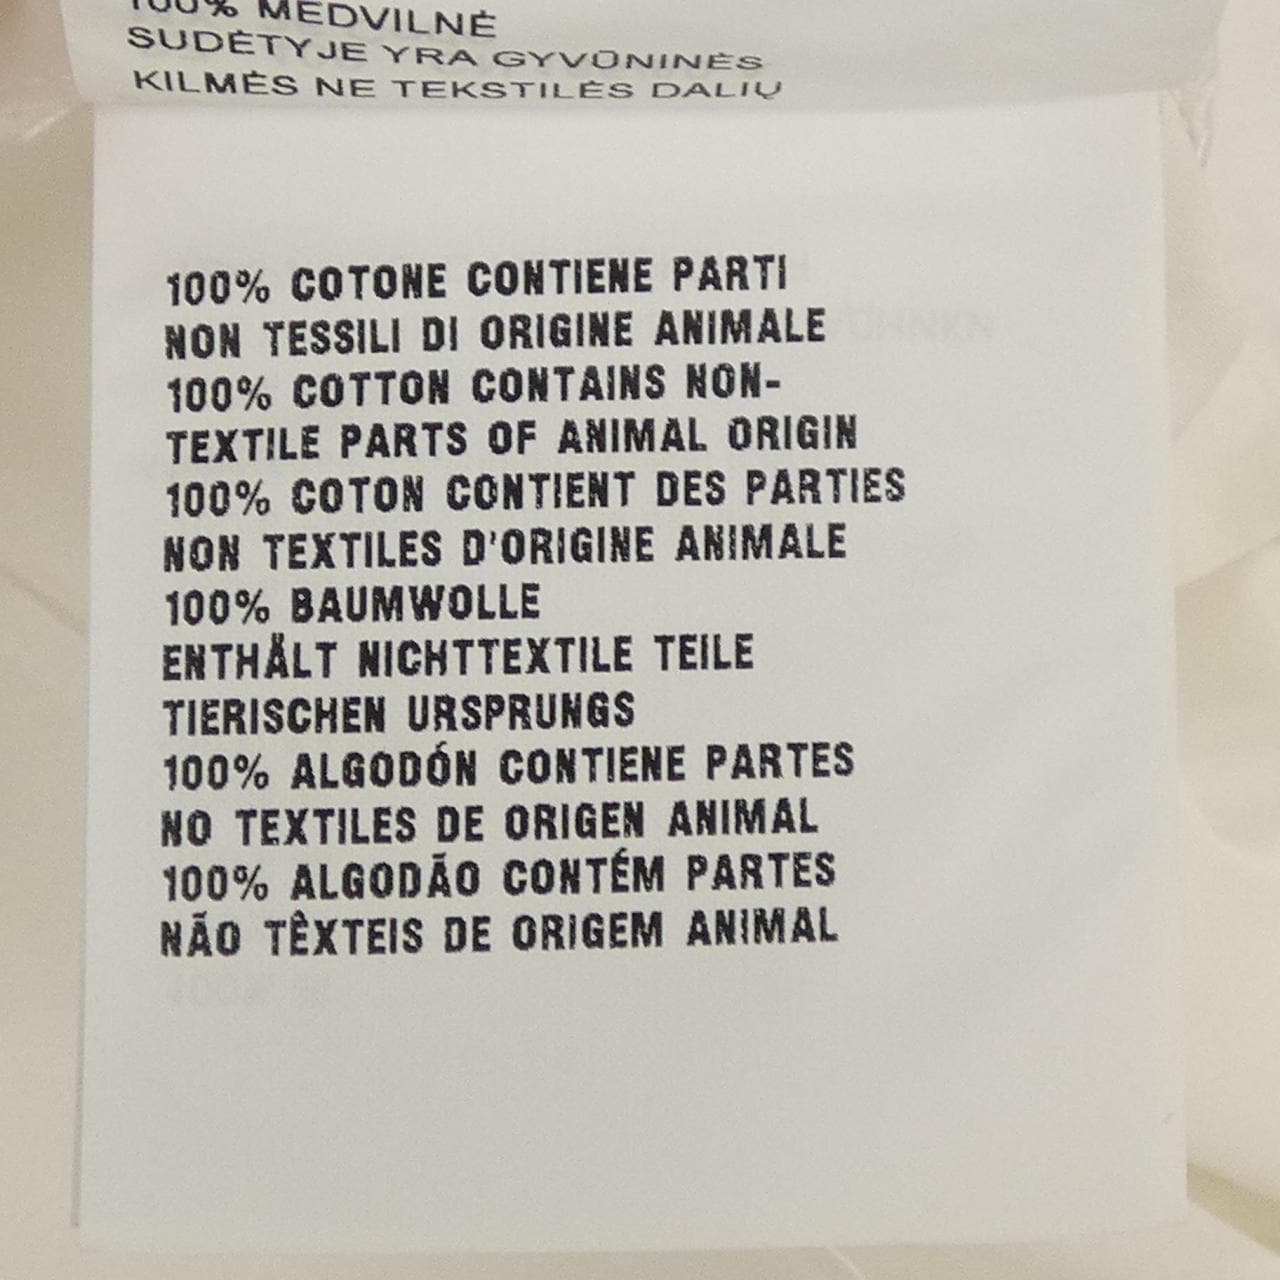 100% MEDVILNĖ
SUDĖTYJE YRA GYVŪNINĖS
KILMĖS NE TEKSTILĖS DALIŲ
100% COTONE CONTIENE PARTI
NON TESSILI DI ORIGINE ANIMALE
100% COTTON CONTAINS NON-
TEXTILE PARTS OF ANIMAL ORIGIN
100% COTON CONTIENT DES PARTIES
NON TEXTILES D'ORIGINE ANIMALE
100% BAUMWOLLE
ENTHÄLT NICHTTEXTILE TEILE
TIERISCHEN URSPRUNGS
100% ALGODÓN CONTIENE PARTES
NO TEXTILES DE ORIGEN ANIMAL
100% ALGODÃO CONTÉM PARTES
NÃO TÊXTEIS DE ORIGEM ANIMAL